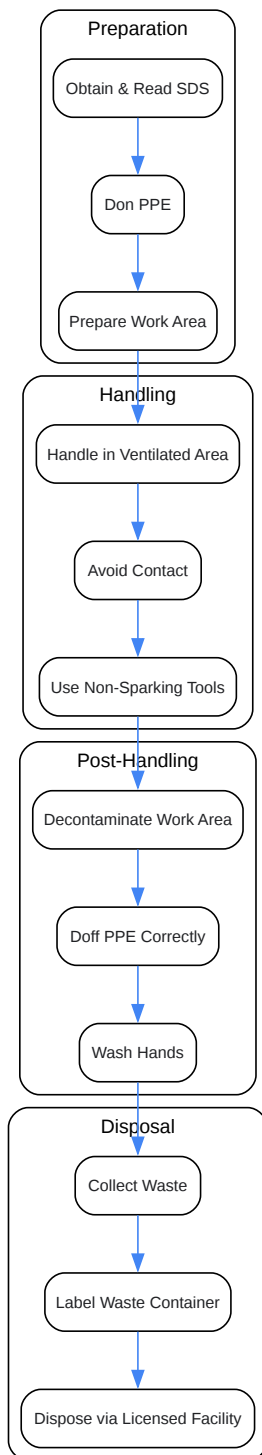 Preparation
Obtain & Read SDS
Don PPE
Prepare Work Area
Handling
Handle in Ventilated Area
Avoid Contact
Use Non-Sparking Tools
Post-Handling
Decontaminate Work Area
Doff PPE Correctly
Wash Hands
Disposal
Collect Waste
Label Waste Container
Dispose via Licensed Facility